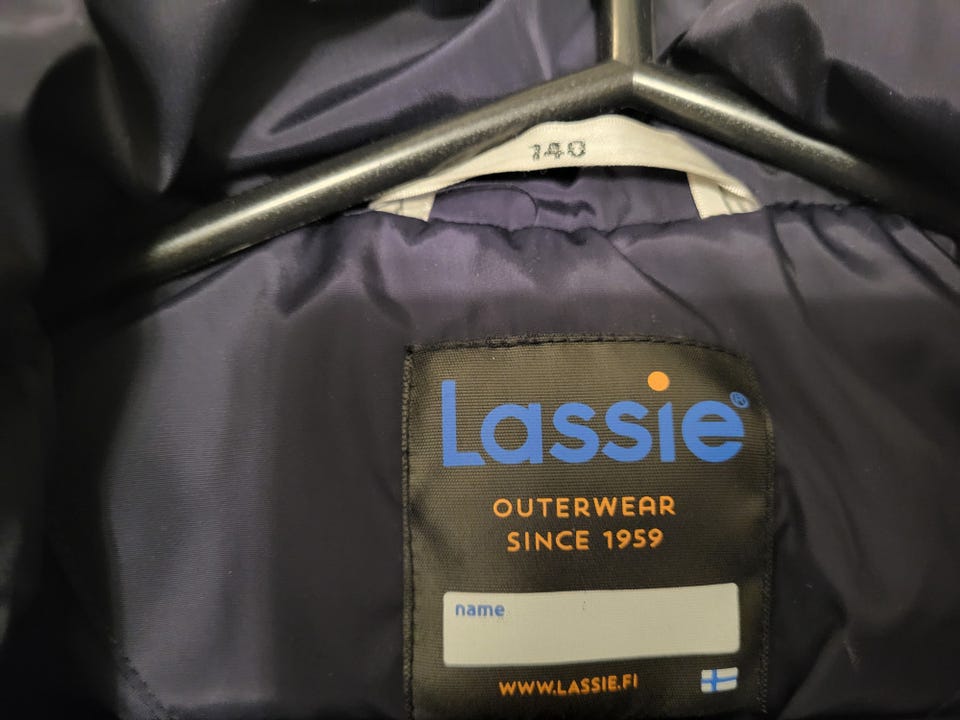 140
Lassie®
OUTERWEAR
SINCE 1959
name
WWW.LASSIE.FI